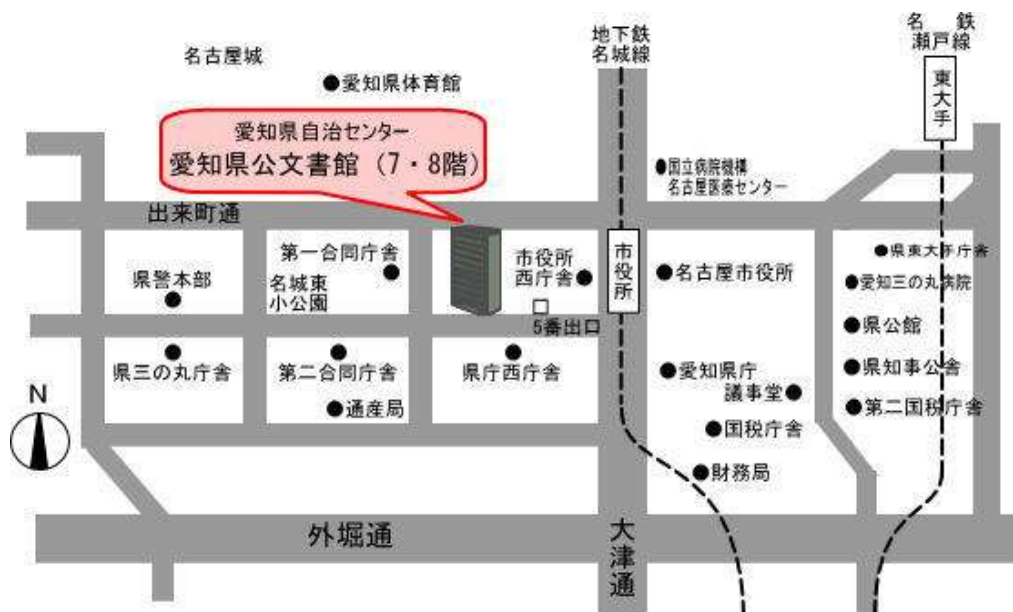 地下鉄
名城線
名 鉄
瀬戸線
名古屋城
愛知県体育館
東大手
愛知県自治センター
愛知県公文書館（7・8階）
国立病院機構
名古屋医療センター
出来町通
第一合同庁舎
市役所
西庁舎
市役所
県東大手庁舎
県警本部
名城東
小公園
名古屋市役所
愛知三の丸病院
5番出口
県公館
県三の丸庁舎
第二合同庁舎
県庁西庁舎
愛知県庁
県知事公舎
議事堂
N
通産局
第二国税庁舎
国税庁舎
財務局
外堀通
大津通